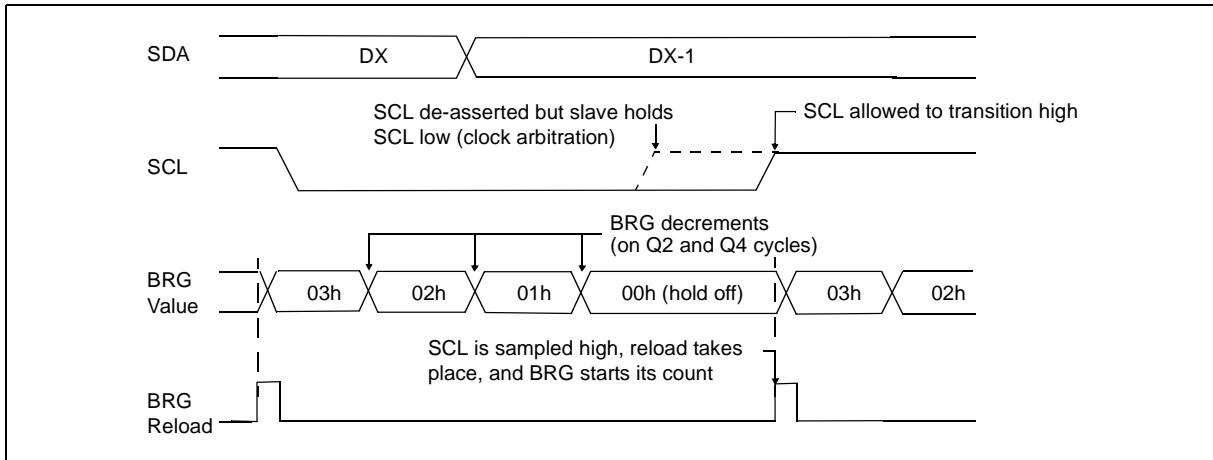 SDA
DX
DX-1
SCL de-asserted but slave holds
SCL low (clock arbitration)
SCL allowed to transition high
SCL
BRG decrements
(on Q2 and Q4 cycles)
BRG
Value
03h
02h
01h
00h (hold off)
03h
02h
SCL is sampled high, reload takes
place, and BRG starts its count
BRG
Reload